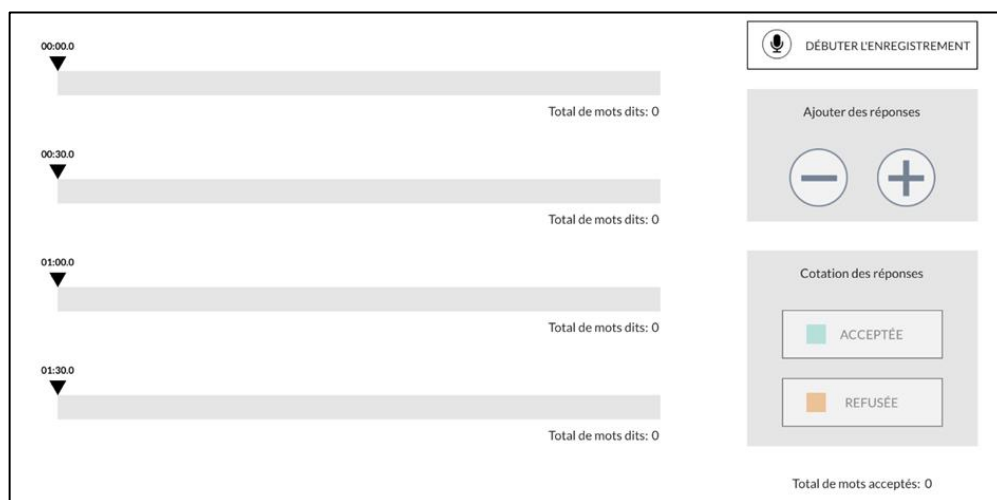 00:00.0
Total de mots dits: 0
00:30.0
Total de mots dits: 0
01:00.0
Total de mots dits: 0
01:30.0
Total de mots dits: 0
DÉBUTER L'ENREGISTREMENT
Ajouter des réponses
Cotation des réponses
ACCEPTÉE
REFUSÉE
Total de mots acceptés: 0